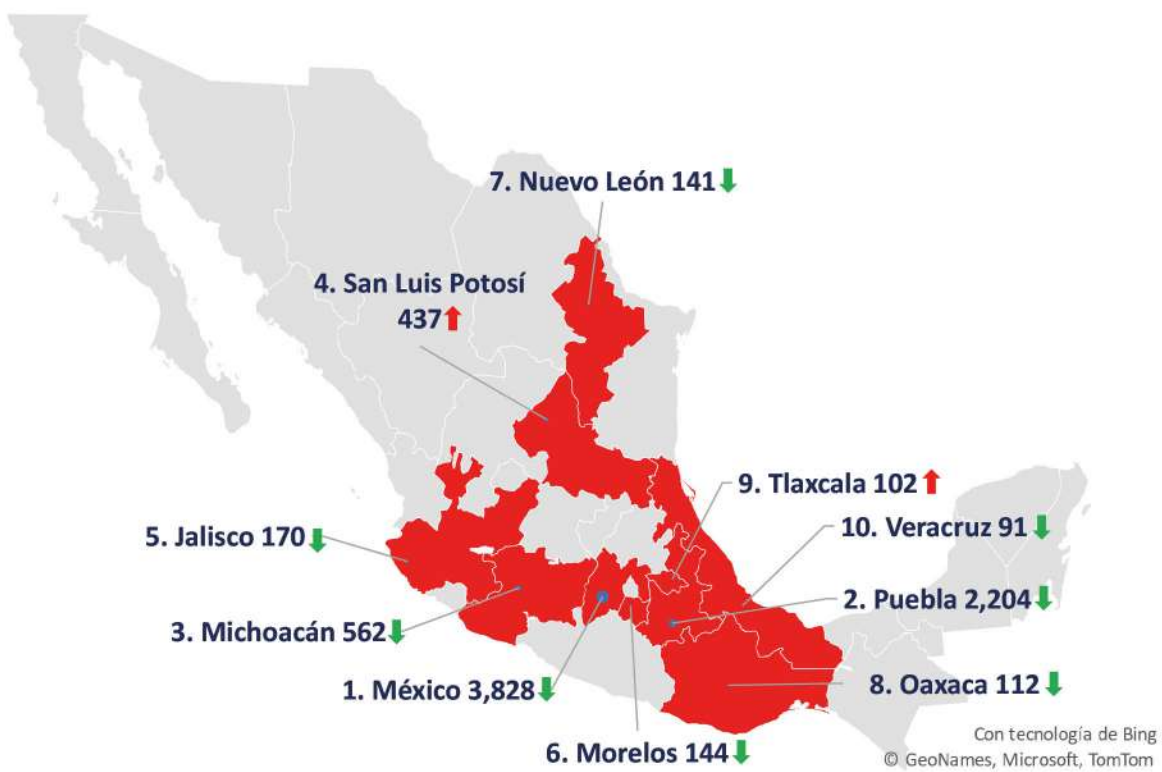 7. Nuevo León 141
4. San Luis Potosí
437
9. Tlaxcala 102
5. Jalisco 170
10. Veracruz 91
2. Puebla 2,204
3. Michoacán 562
1. México 3,828
8. Oaxaca 112
6. Morelos 144
Con tecnología de Bing
© GeoNames, Microsoft, TomTom